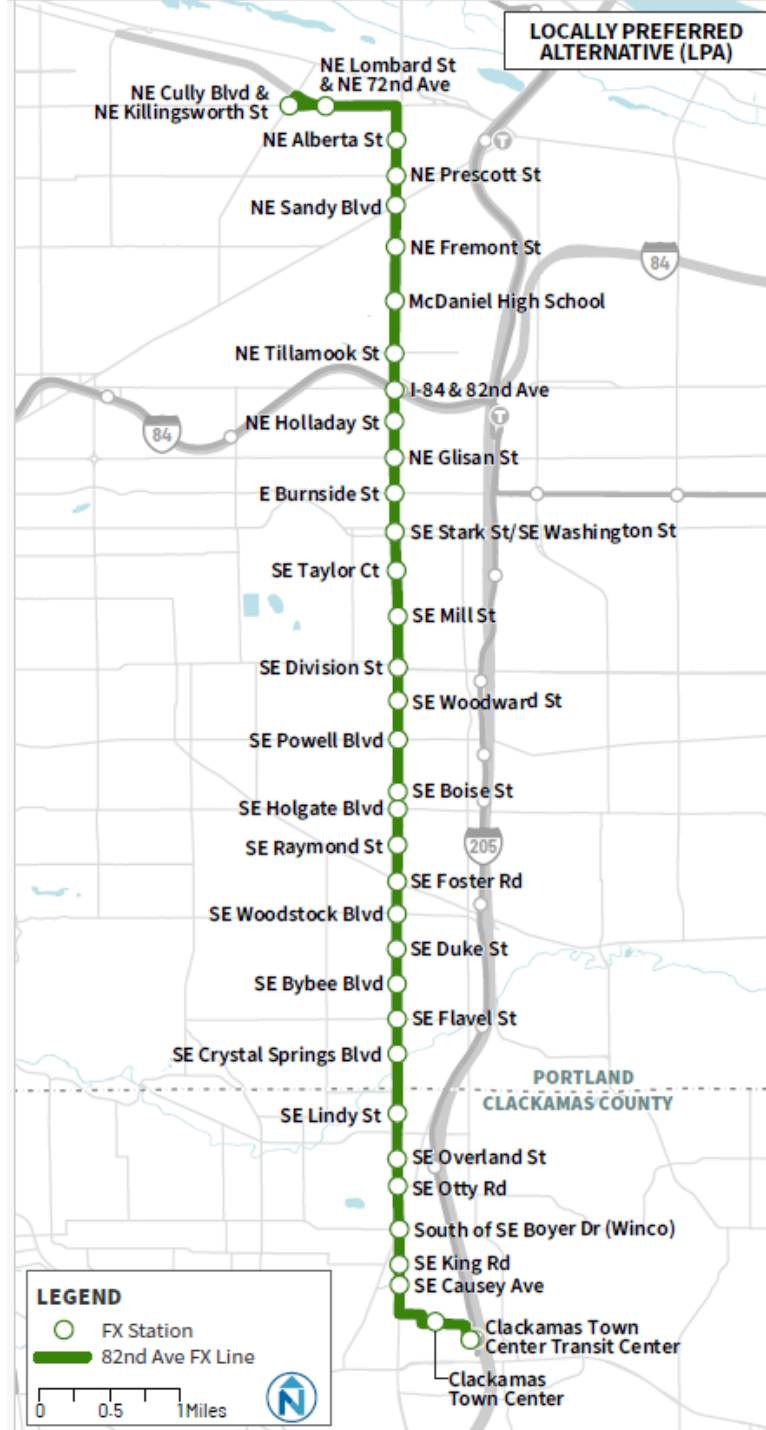 LOCALLY PREFERRED
ALTERNATIVE (LPA)
NE Lombard St
& NE 72nd Ave
NE Cully Blvd &
NE Killingsworth St
NE Alberta St
T
NE Prescott St
NE Sandy Blvd
NE Fremont St
84
McDaniel High School
NE Tillamook St
I-84 & 82nd Ave
T
NE Holladay St
84
NE Glisan St
E Burnside St
SE Stark St/SE Washington St
SE Taylor Ct
SE Mill St
SE Division St
SE Woodward St
SE Powell Blvd
SE Boise St
SE Holgate Blvd
SE Raymond St
205
SE Foster Rd
SE Woodstock Blvd
SE Duke St
SE Bybee Blvd
SE Flavel St
SE Crystal Springs Blvd
PORTLAND
CLACKAMAS COUNTY
SE Lindy St
SE Overland St
SE Otty Rd
South of SE Boyer Dr (Winco)
SE King Rd
SE Causey Ave
Clackamas Town
Center Transit Center
Clackamas
Town Center
LEGEND
FX Station
82nd Ave FX Line
0 0.5 1 Miles
N